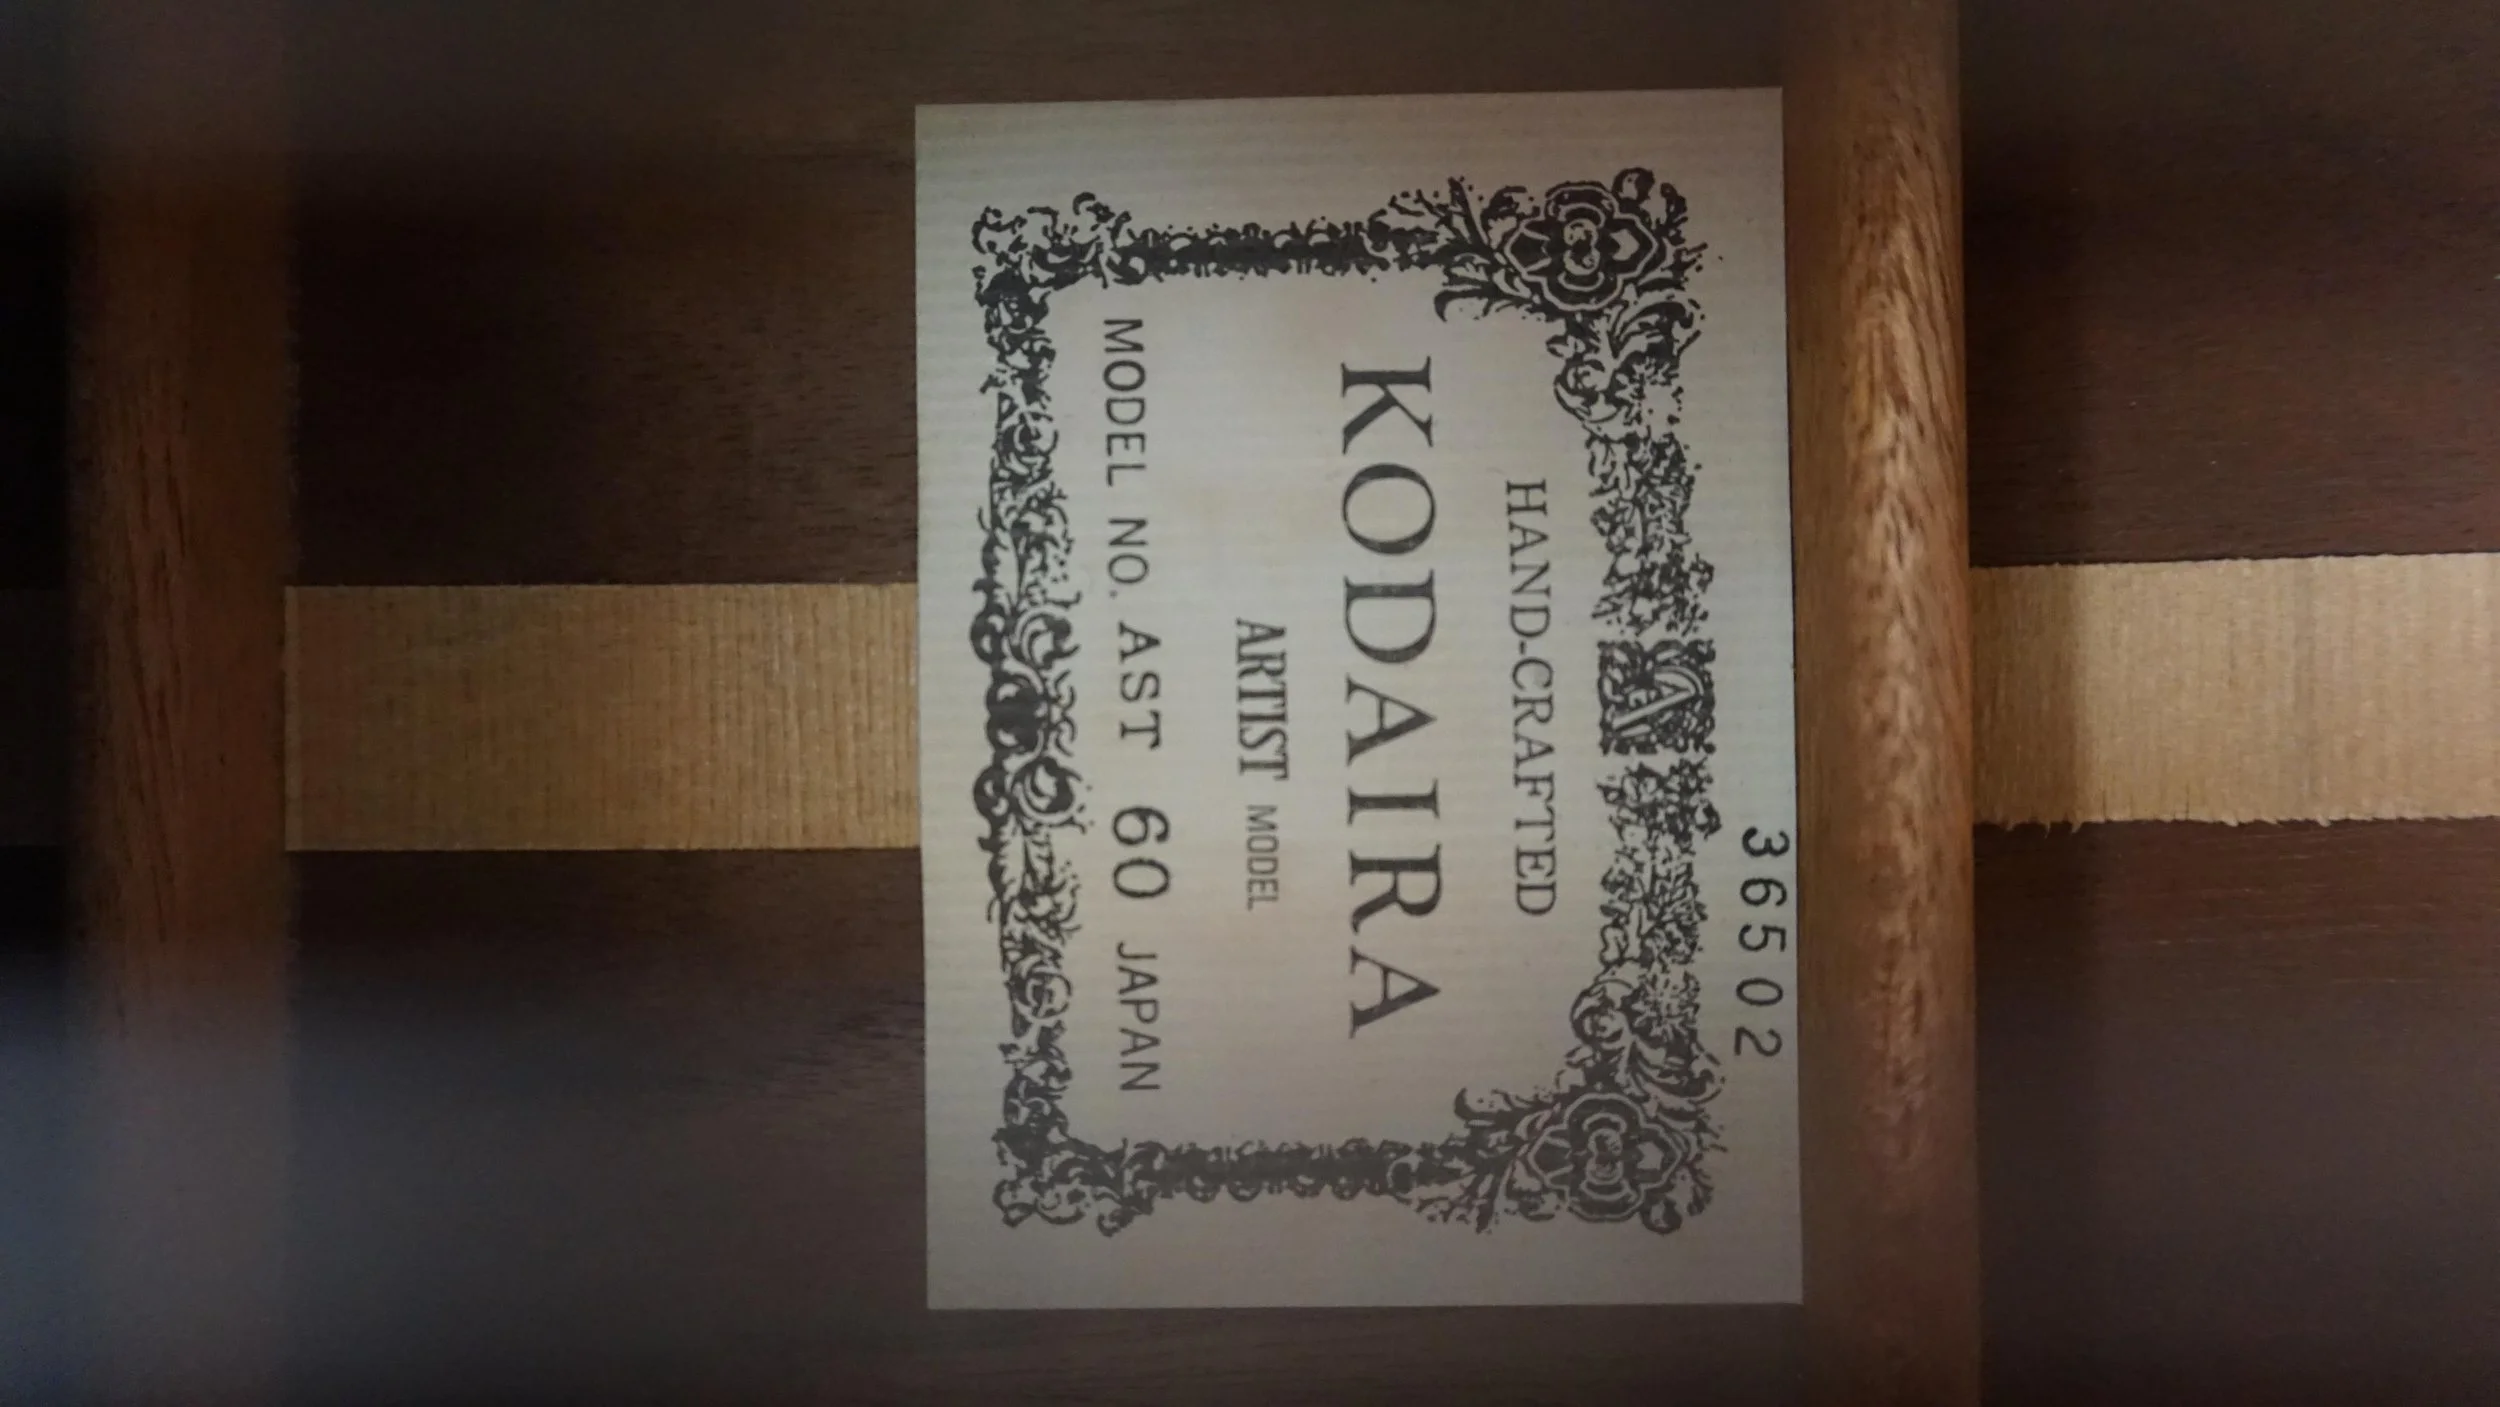 36502
A
HAND-CRAFTED
KODAIRA
ARTIST MODEL
MODEL NO. AST 60 JAPAN